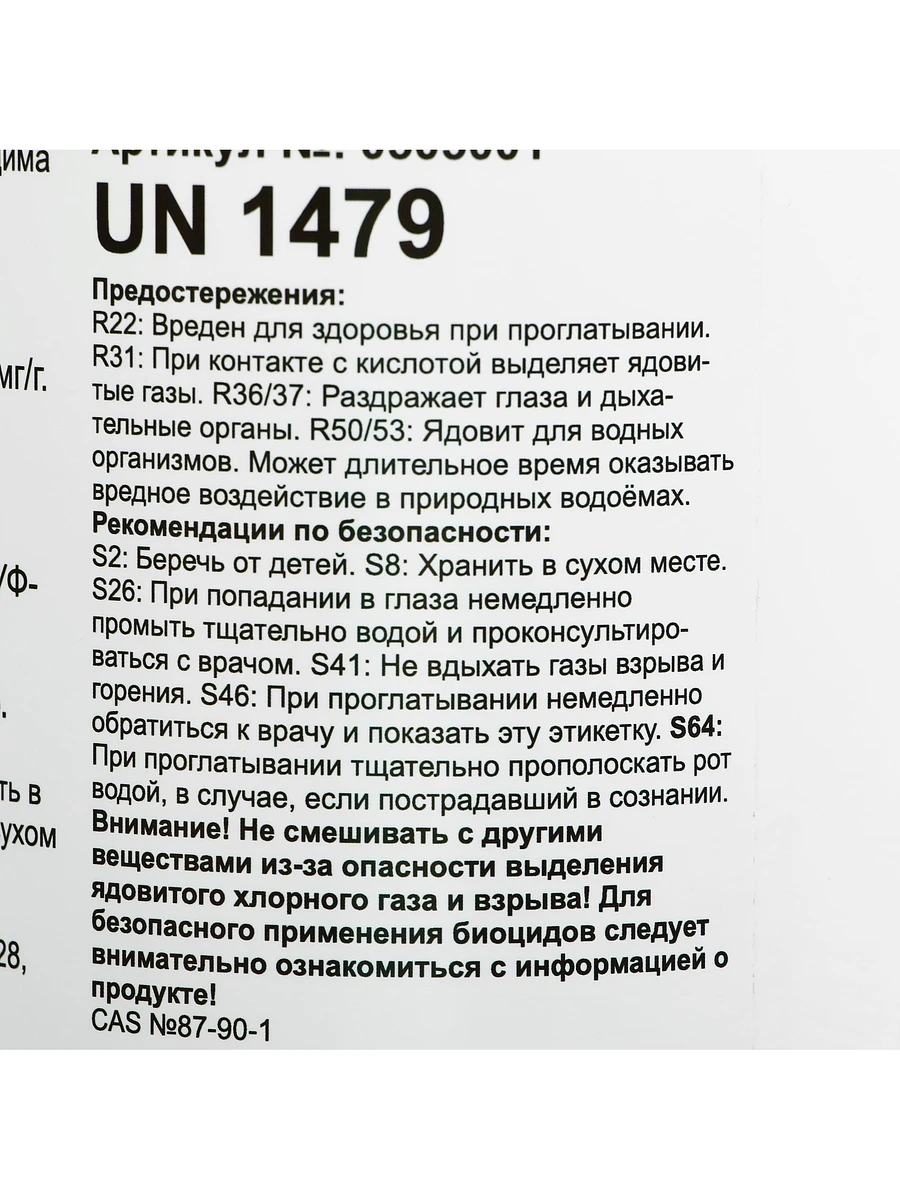 UN 1479
Предостережения:
R22: Вреден для здоровья при проглатывании.
R31: При контакте с кислотой выделяет ядови-
тые газы. R36/37: Раздражает глаза и дыха-
тельные органы. R50/53: Ядовит для водных
организмов. Может длительное время оказывать
вредное воздействие в природных водоёмах.
Рекомендации по безопасности:
S2: Беречь от детей. S8: Хранить в сухом месте.
S26: При попадании в глаза немедленно
промыть тщательно водой и проконсультиро-
ваться с врачом. S41: Не вдыхать газы взрыва и
горения. S46: При проглатывании немедленно
обратиться к врачу и показать эту этикетку. S64:
При проглатывании тщательно прополоскать рот
водой, в случае, если пострадавший в сознании.
Внимание! Не смешивать с другими
веществами из-за опасности выделения
ядовитого хлорного газа и взрыва! Для
безопасного применения биоцидов следует
внимательно ознакомиться с информацией о
продукте!
CAS №87-90-1
мг/г.
ть в
28,